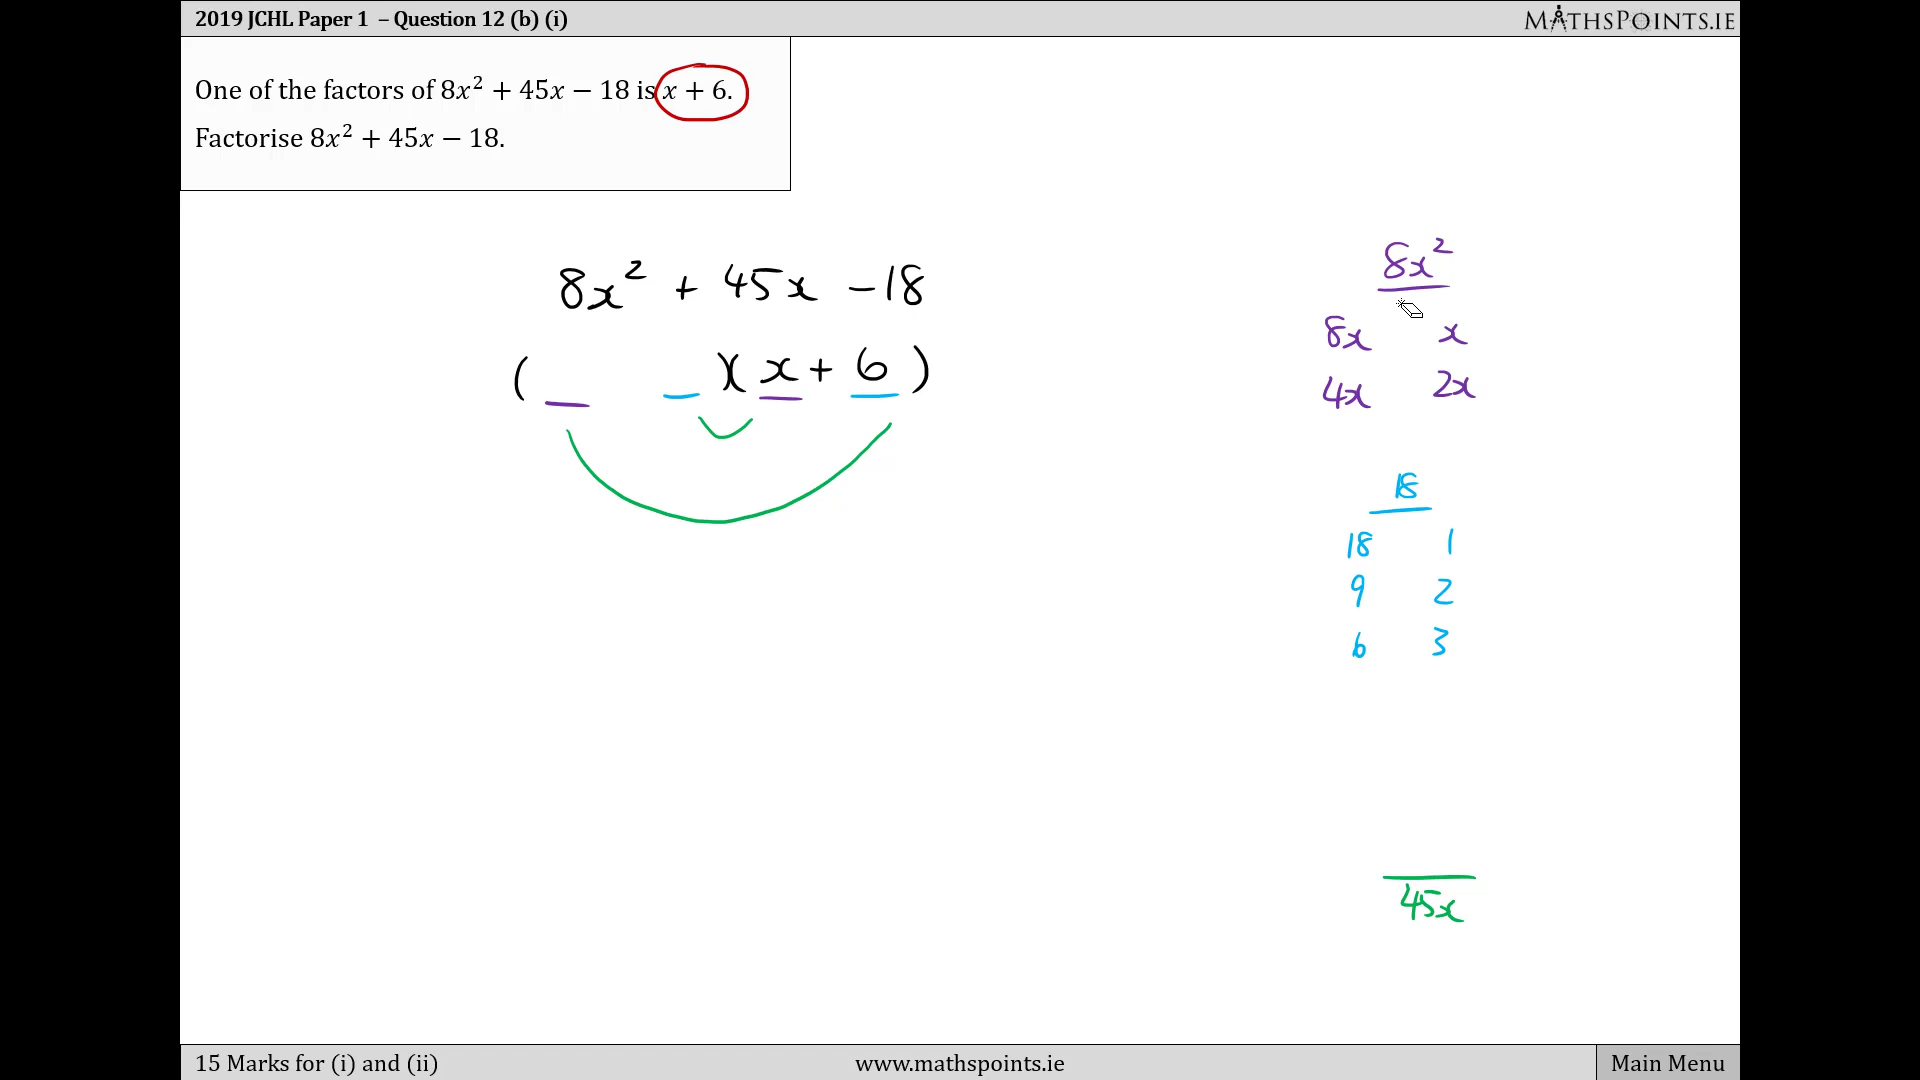 2019 JCHL Paper 1 – Question 12 (b) (i)
MATHSPOINTS.IE
One of the factors of 8x² + 45x − 18 is x + 6.
Factorise 8x² + 45x − 18.
8x² + 45x − 18
(        )(x + 6)
8x²
8x x
4x 2x
18
18 1
9 2
6 3
45x
15 Marks for (i) and (ii)
www.mathspoints.ie
Main Menu